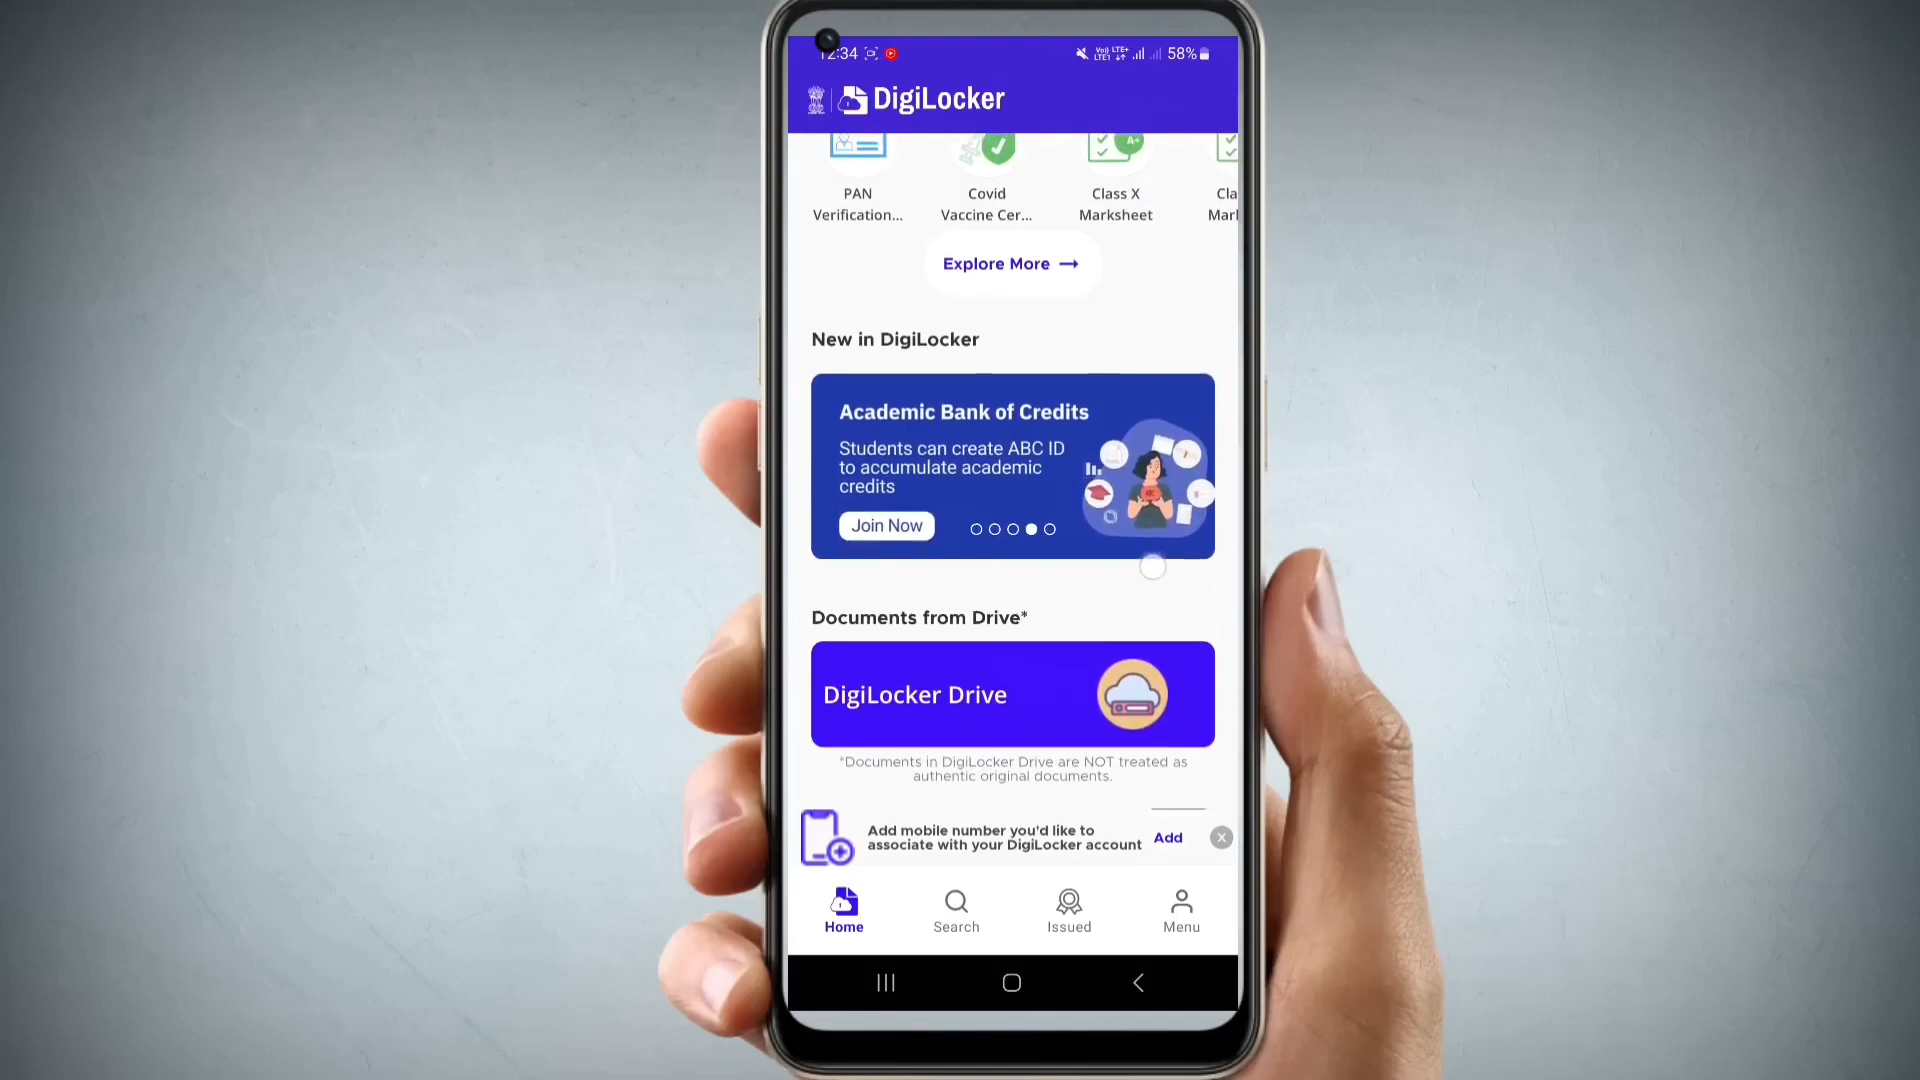 12:34
58%
DigiLocker
A+
PAN
Verification...
Covid
Vaccine Cer...
Class X
Marksheet
Cla
Mark
Explore More →
New in DigiLocker
Academic Bank of Credits
Students can create ABC ID
to accumulate academic
credits
Join Now
Documents from Drive*
DigiLocker Drive
*Documents in DigiLocker Drive are NOT treated as
authentic original documents.
Add mobile number you'd like to
associate with your DigiLocker account
Add
Home
Search
Issued
Menu